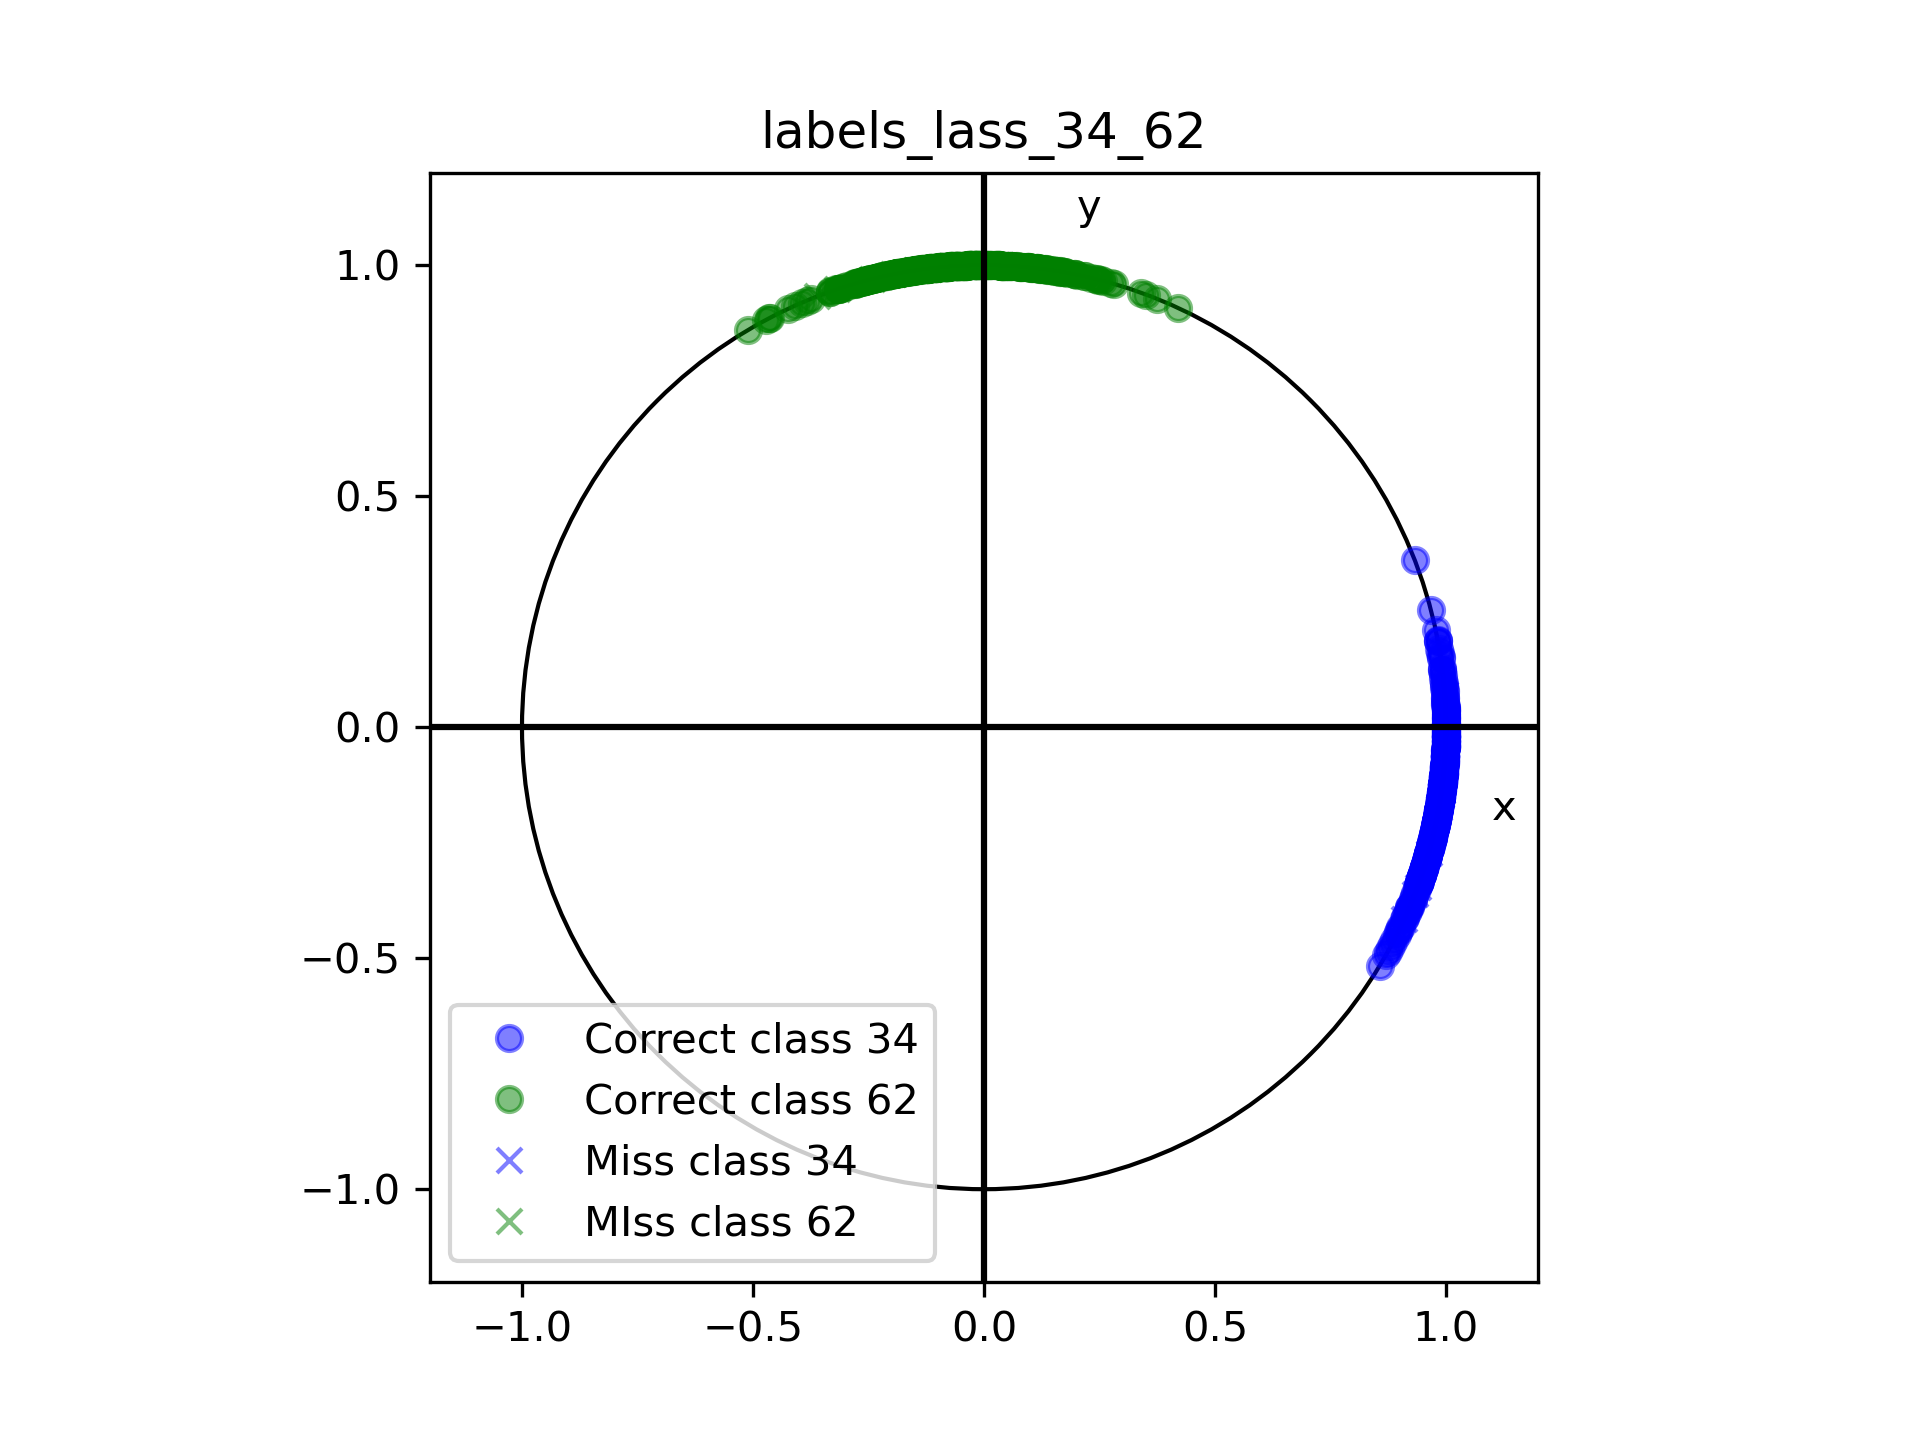 labels_lass_34_62
y
x
1.0
0.5
0.0
−0.5
−1.0
Correct class 34
Correct class 62
Miss class 34
MIss class 62
−1.0 −0.5 0.0 0.5 1.0